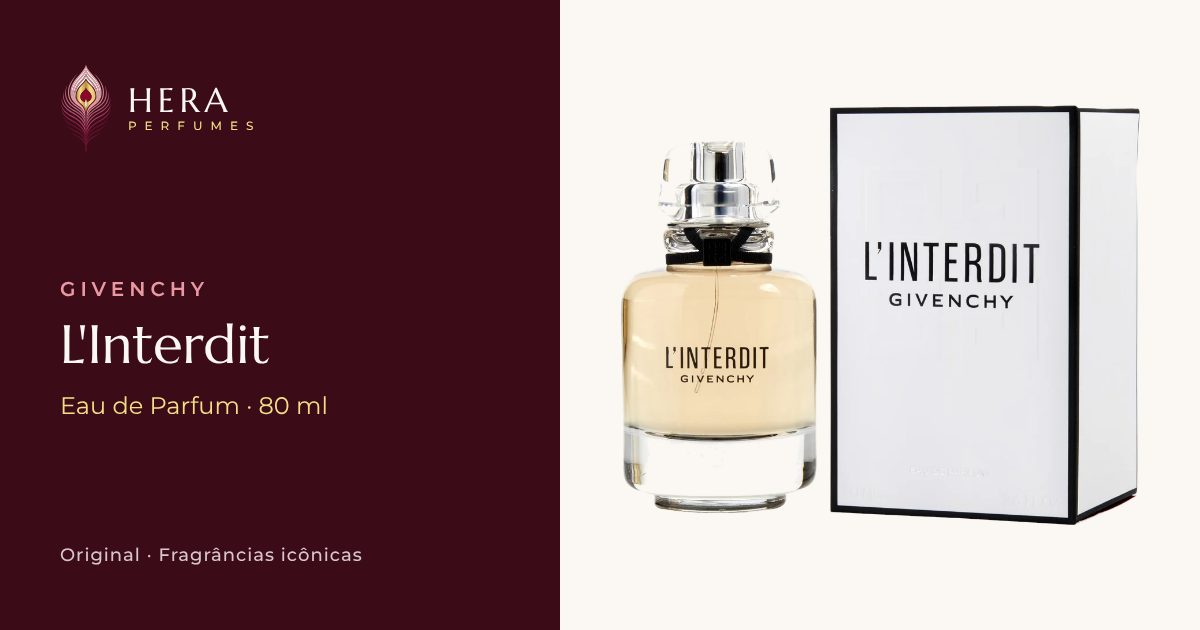 HERA
PERFUMES
GIVENCHY
L'Interdit
Eau de Parfum · 80 ml
Original · Fragrâncias icônicas
L'INTERDIT
GIVENCHY
L'INTERDIT
GIVENCHY